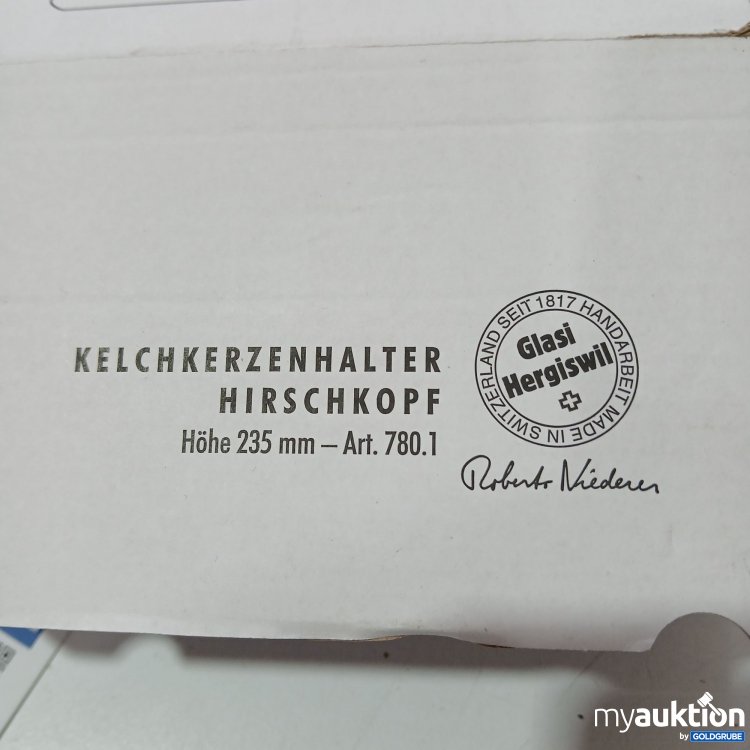 KELCHKERZENHALTER
HIRSCHKOPF
Höhe 235 mm – Art. 780.1
SEIT 1817 HANDARBEIT MADE IN SWITZERLAND
Glasi
Hergiswil
Roberto Niederer
myauktion
by GOLDGRUBE